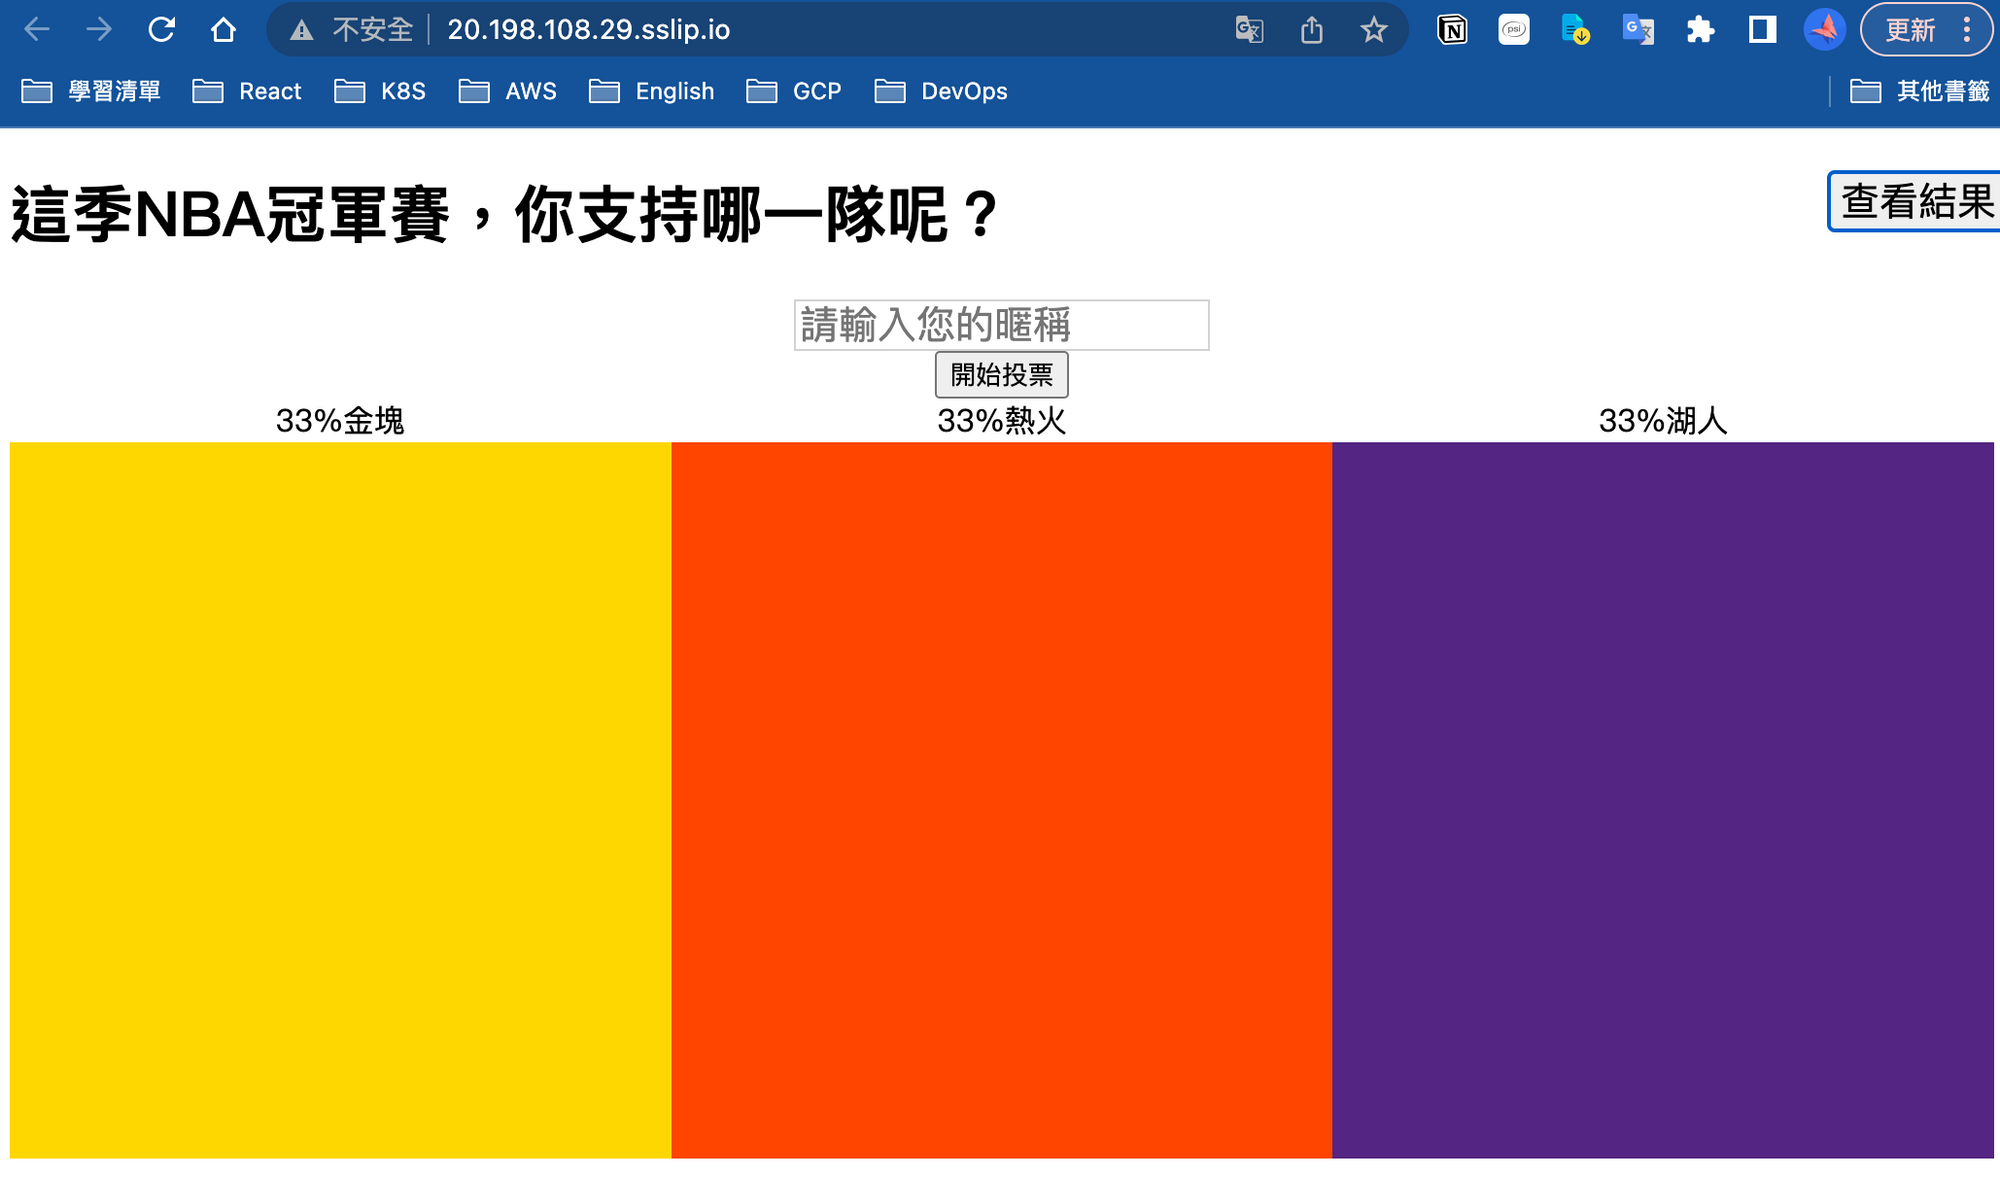 不安全 20.198.108.29.sslip.io
更新
學習清單 React K8S AWS English GCP DevOps 其他書籤
這季NBA冠軍賽，你支持哪一隊呢？ 查看結果
請輸入您的暱稱
開始投票
33%金塊 33%熱火 33%湖人